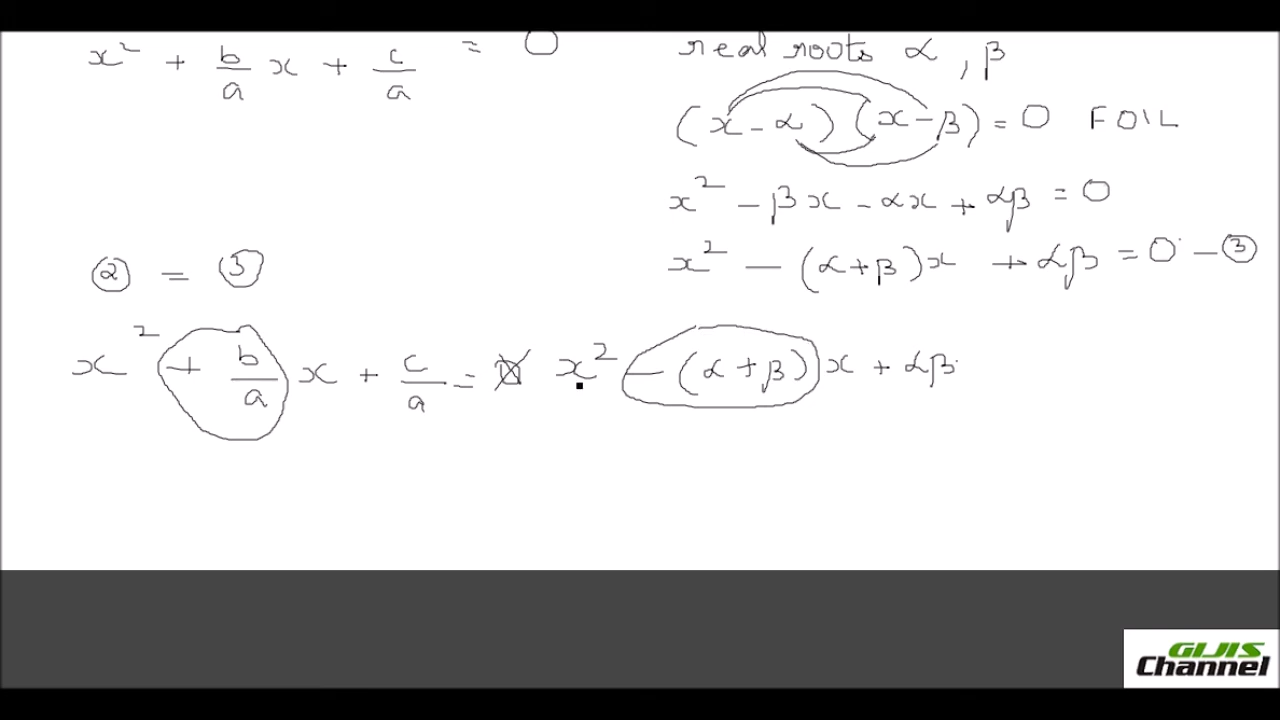 x² + b/a x + c/a = 0
real roots α, β
(x - α)(x - β) = 0 FOIL
x² - βx - αx + αβ = 0
x² - (α+β)x + αβ = 0 - ③
② = ③
x² + b/a x + c/a = x² - (α+β)x + αβ
GIJIS
Channel